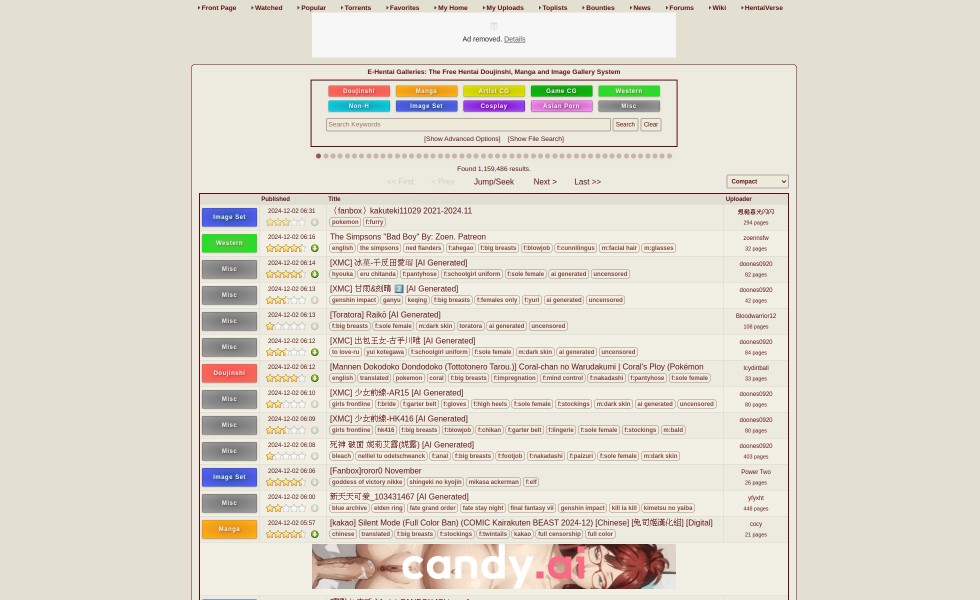 Front Page Watched Popular Torrents Favorites My Home My Uploads Toplists Bounties News Forums Wiki HentaiVerse
Ad removed. Details
E-Hentai Galleries: The Free Hentai Doujinshi, Manga and Image Gallery System
Doujinshi Manga Artist CG Game CG Western
Non-H Image Set Cosplay Asian Porn Misc
Search Keywords Search Clear
[Show Advanced Options] [Show File Search]
Found 1,159,486 results.
<< First < Prev Jump/Seek Next > Last >> Compact
Published Title Uploader
Image Set 2024-12-02 06:31 〔fanbox〕kakuteki11029 2021-2024.11
pokemon f:furry 294 pages
Western 2024-12-02 06:16 The Simpsons "Bad Boy" By: Zoen. Patreon zoennsfw
english the simpsons ned flanders f:ahegao f:big breasts f:blowjob f:cunnilingus m:facial hair m:glasses 32 pages
Misc 2024-12-02 06:14 [XMC] 冰菓-千反田愛瑠 [AI Generated] doones0920
hyouka eru chitanda f:pantyhose f:schoolgirl uniform f:sole female ai generated uncensored 82 pages
Misc 2024-12-02 06:13 [XMC] 甘雨&刻晴 2️⃣ [AI Generated] doones0920
genshin impact ganyu keqing f:big breasts f:females only f:yuri ai generated uncensored 42 pages
Misc 2024-12-02 06:13 [Toratora] Raikō [AI Generated] Bloodwarrior12
f:big breasts f:sole female m:dark skin toratora ai generated uncensored 108 pages
Misc 2024-12-02 06:12 [XMC] 出包王女-古手川唯 [AI Generated] doones0920
to love-ru yui kotegawa f:schoolgirl uniform f:sole female m:dark skin ai generated uncensored 84 pages
Doujinshi 2024-12-02 06:12 [Mannen Dokodoko Dondodoko (Tottotonero Tarou.)] Coral-chan no Warudakumi | Coral's Ploy (Pokémon lcydirtball
english translated pokemon coral f:big breasts f:impregnation f:mind control f:nakadashi f:pantyhose f:sole female 33 pages
Misc 2024-12-02 06:10 [XMC] 少女前線-AR15 [AI Generated] doones0920
girls frontline f:bride f:garter belt f:gloves f:high heels f:sole female f:stockings m:dark skin ai generated uncensored 80 pages
Misc 2024-12-02 06:09 [XMC] 少女前線-HK416 [AI Generated] doones0920
girls frontline hk416 f:big breasts f:blowjob f:chikan f:garter belt f:lingerie f:sole female f:stockings m:bald 80 pages
Misc 2024-12-02 06:08 死神 破面 妮莉艾露(妮露) [AI Generated] doones0920
bleach nelliel tu odelschwanck f:anal f:big breasts f:footjob f:nakadashi f:paizuri f:sole female m:dark skin 403 pages
Image Set 2024-12-02 06:06 [Fanbox]roror0 November Power Two
goddess of victory nikke shingeki no kyojin mikasa ackerman f:elf 26 pages
Misc 2024-12-02 06:00 新天天可爱_103431467 [AI Generated] yfyxht
blue archive elden ring fate grand order fate stay night final fantasy vii genshin impact kill la kill kimetsu no yaiba 448 pages
Manga 2024-12-02 05:57 [kakao] Silent Mode (Full Color Ban) (COMIC Kairakuten BEAST 2024-12) [Chinese] [兔司姬漢化組] [Digital] cocy
chinese translated f:big breasts f:stockings f:twintails kakao full censorship full color 21 pages
candy.ai